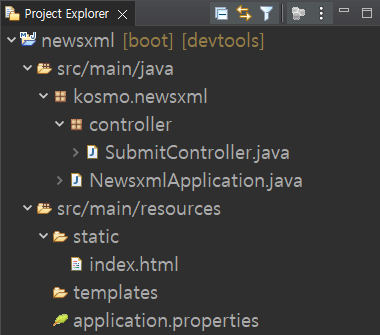 Project Explorer
newsxml [boot] [devtools]
src/main/java
kosmo.newsxml
controller
SubmitController.java
NewsxmlApplication.java
src/main/resources
static
index.html
templates
application.properties